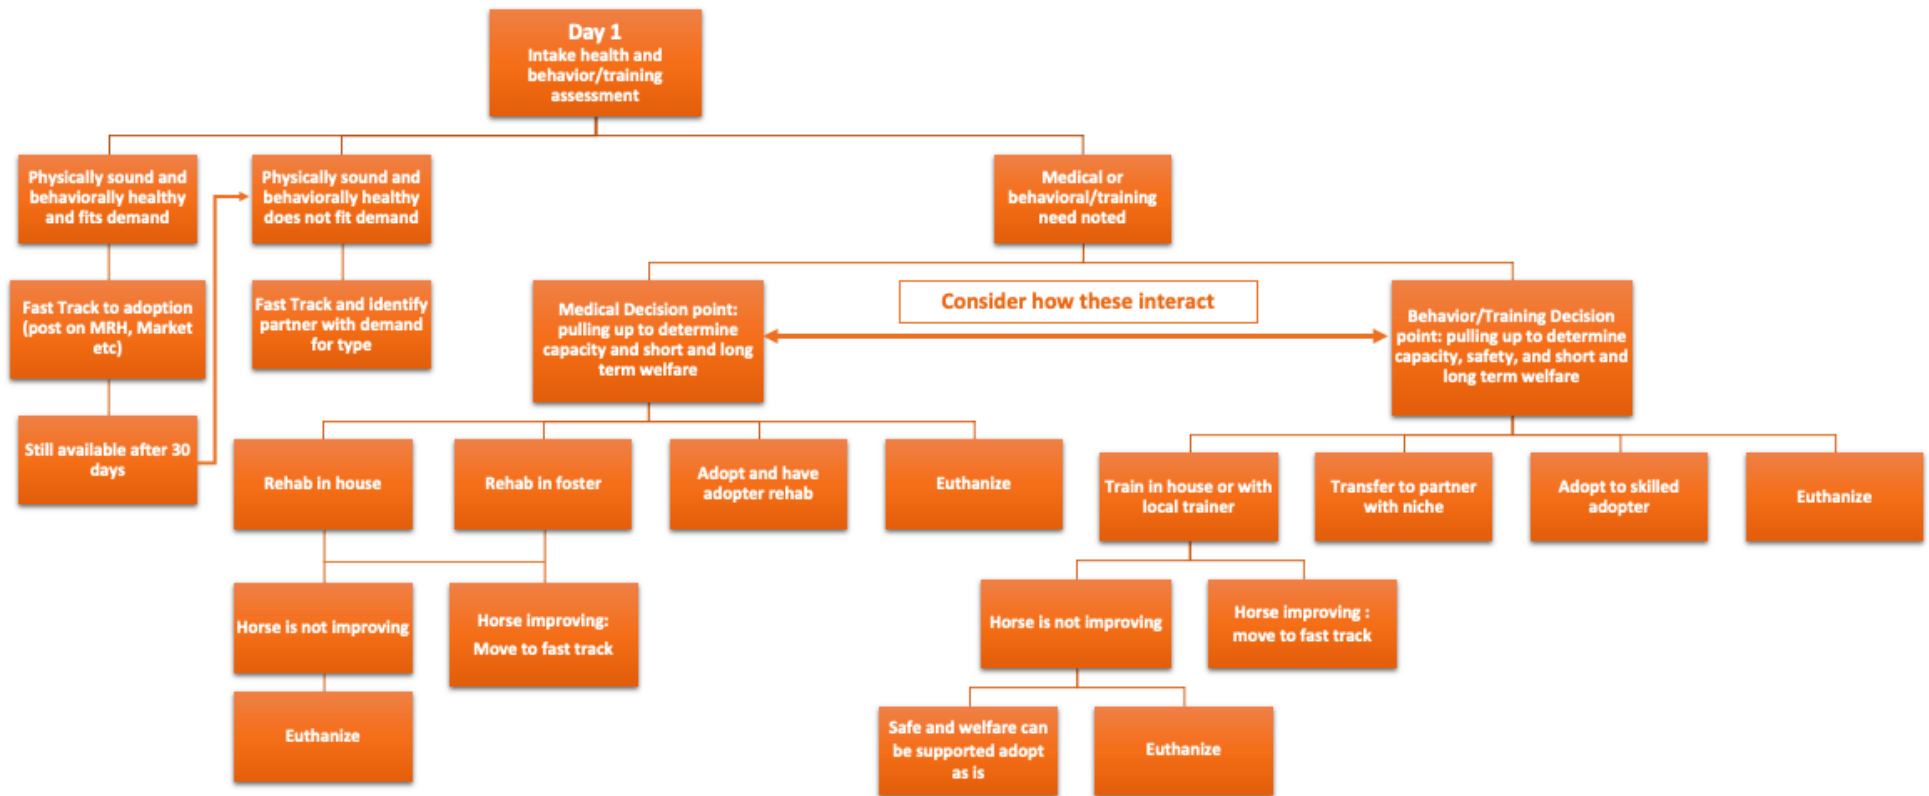 Day 1
Intake health and
behavior/training
assessment
Physically sound and
behaviorally healthy
and fits demand
Physically sound and
behaviorally healthy
does not fit demand
Medical or
behavioral/training
need noted
Fast Track to adoption
(post on MRH, Market
etc)
Fast Track and identify
partner with demand
for type
Medical Decision point:
pulling up to determine
capacity and short and long
term welfare
Consider how these interact
Behavior/Training Decision
point: pulling up to determine
capacity, safety, and short and
long term welfare
Still available after 30
days
Rehab in house
Rehab in foster
Adopt and have
adopter rehab
Euthanize
Train in house or with
local trainer
Transfer to partner
with niche
Adopt to skilled
adopter
Euthanize
Horse is not improving
Horse improving:
Move to fast track
Horse is not improving
Horse improving :
move to fast track
Euthanize
Safe and welfare can
be supported adopt
as is
Euthanize